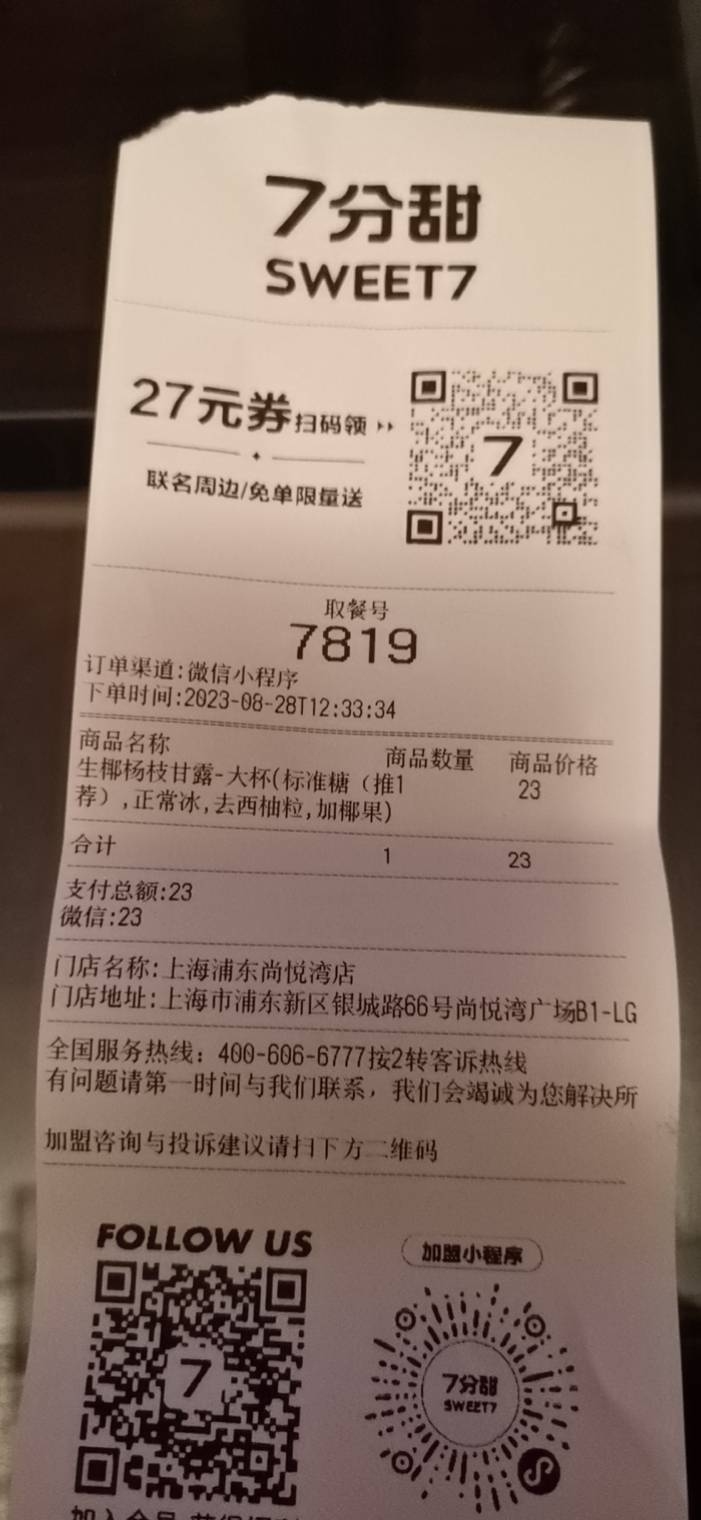 7分甜
SWEET7
27元券扫码领
联名周边/免单限量送
7
取餐号
7819
订单渠道:微信小程序
下单时间:2023-08-28T12:33:34
商品名称 商品数量 商品价格
生椰杨枝甘露-大杯(标准糖（推1 23
荐）,正常冰,去西柚粒,加椰果)
合计 1 23
支付总额:23
微信:23
门店名称:上海浦东尚悦湾店
门店地址:上海市浦东新区银城路66号尚悦湾广场B1-LG
全国服务热线：400-606-6777按2转客诉热线
有问题请第一时间与我们联系，我们会竭诚为您解决所
加盟咨询与投诉建议请扫下方二维码
FOLLOW US
加盟小程序
7
7分甜
SWEET7
加入会员